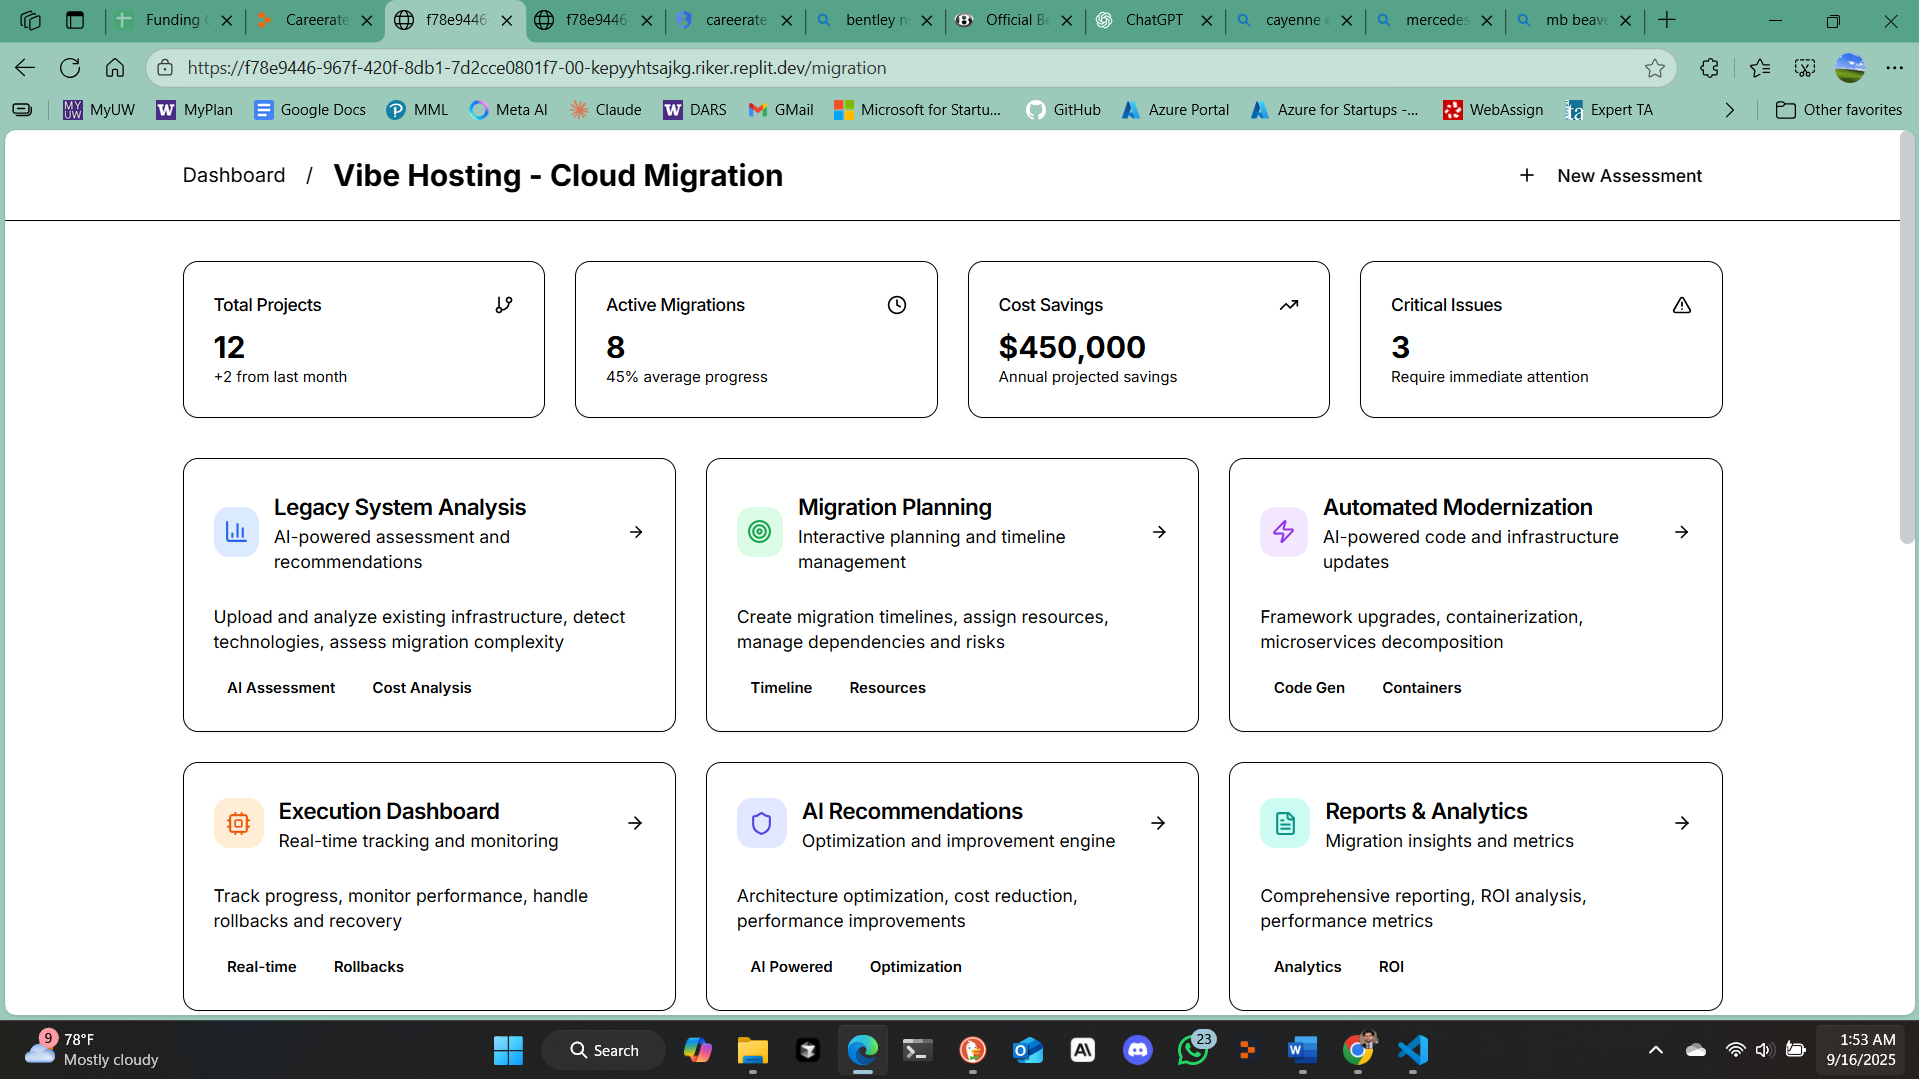 Funding
Careerate
f78e9446
f78e9446
careerate
bentley n
Official Be
ChatGPT
cayenne e
mercedes
mb beave
https://f78e9446-967f-420f-8db1-7d2cce0801f7-00-kepyyhtsajkg.riker.replit.dev/migration
MyUW
MyPlan
Google Docs
MML
Meta AI
Claude
DARS
GMail
Microsoft for Startu...
GitHub
Azure Portal
Azure for Startups -...
WebAssign
Expert TA
Other favorites
Dashboard / Vibe Hosting - Cloud Migration
+ New Assessment
Total Projects
12
+2 from last month
Active Migrations
8
45% average progress
Cost Savings
$450,000
Annual projected savings
Critical Issues
3
Require immediate attention
Legacy System Analysis
AI-powered assessment and
recommendations
Upload and analyze existing infrastructure, detect
technologies, assess migration complexity
AI Assessment Cost Analysis
Migration Planning
Interactive planning and timeline
management
Create migration timelines, assign resources,
manage dependencies and risks
Timeline Resources
Automated Modernization
AI-powered code and infrastructure
updates
Framework upgrades, containerization,
microservices decomposition
Code Gen Containers
Execution Dashboard
Real-time tracking and monitoring
Track progress, monitor performance, handle
rollbacks and recovery
Real-time Rollbacks
AI Recommendations
Optimization and improvement engine
Architecture optimization, cost reduction,
performance improvements
AI Powered Optimization
Reports & Analytics
Migration insights and metrics
Comprehensive reporting, ROI analysis,
performance metrics
Analytics ROI
9
78°F
Mostly cloudy
Search
23
1:53 AM
9/16/2025